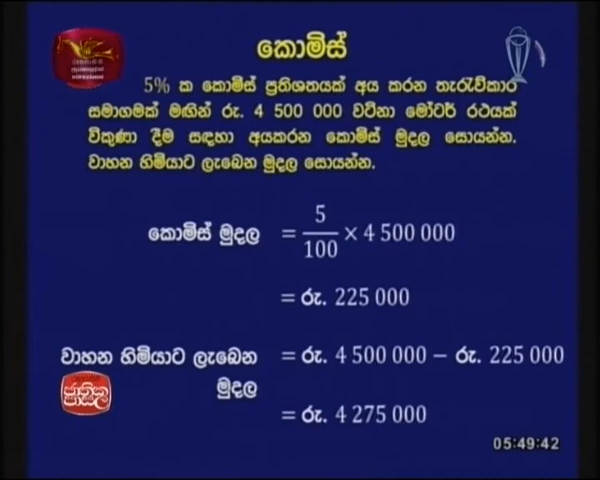 කොමිස්
5% ක කොමිස් ප්‍රතිශතයක් අය කරන තැරැව්කාර
සමාගමක් මඟින් රු. 4 500 000 වටිනා මෝටර් රථයක්
විකුණා දීම සඳහා අයකරන කොමිස් මුදල සොයන්න.
වාහන හිමියාට ලැබෙන මුදල සොයන්න.
කොමිස් මුදල = 5/100 × 4 500 000
= රු. 225 000
වාහන හිමියාට ලැබෙන මුදල = රු. 4 500 000 − රු. 225 000
= රු. 4 275 000
ජාතික
පාසල
05:49:42